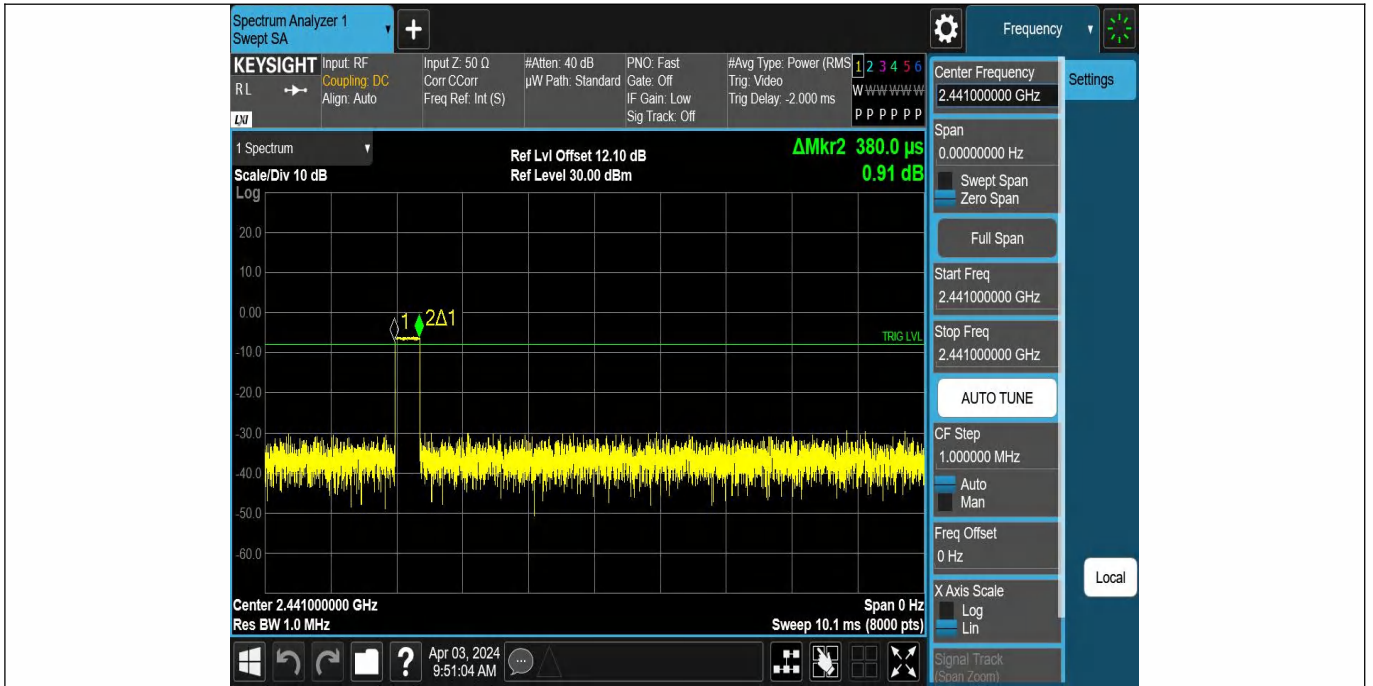 Spectrum Analyzer 1
Swept SA
+
Frequency
KEYSIGHT
RL
LXI
Input: RF
Coupling: DC
Align: Auto
Input Z: 50 Ω
Corr CCorr
Freq Ref: Int (S)
#Atten: 40 dB
µW Path: Standard
PNO: Fast
Gate: Off
IF Gain: Low
Sig Track: Off
#Avg Type: Power (RMS
Trig: Video
Trig Delay: -2.000 ms
1 2 3 4 5 6
W W W W W W
P P P P P P
Center Frequency
2.441000000 GHz
Settings
1 Spectrum
Scale/Div 10 dB
Ref Lvl Offset 12.10 dB
Ref Level 30.00 dBm
ΔMkr2 380.0 µs
0.91 dB
Span
0.00000000 Hz
Swept Span
Zero Span
Full Span
Start Freq
2.441000000 GHz
Stop Freq
2.441000000 GHz
AUTO TUNE
CF Step
1.000000 MHz
Auto
Man
Freq Offset
0 Hz
X Axis Scale
Log
Lin
Signal Track
(Span Zoom)
Local
Log
20.0
10.0
0.00
-10.0
-20.0
-30.0
-40.0
-50.0
-60.0
1
2Δ1
TRIG LVL
Center 2.441000000 GHz
Span 0 Hz
Res BW 1.0 MHz
Sweep 10.1 ms (8000 pts)
?
Apr 03, 2024
9:51:04 AM